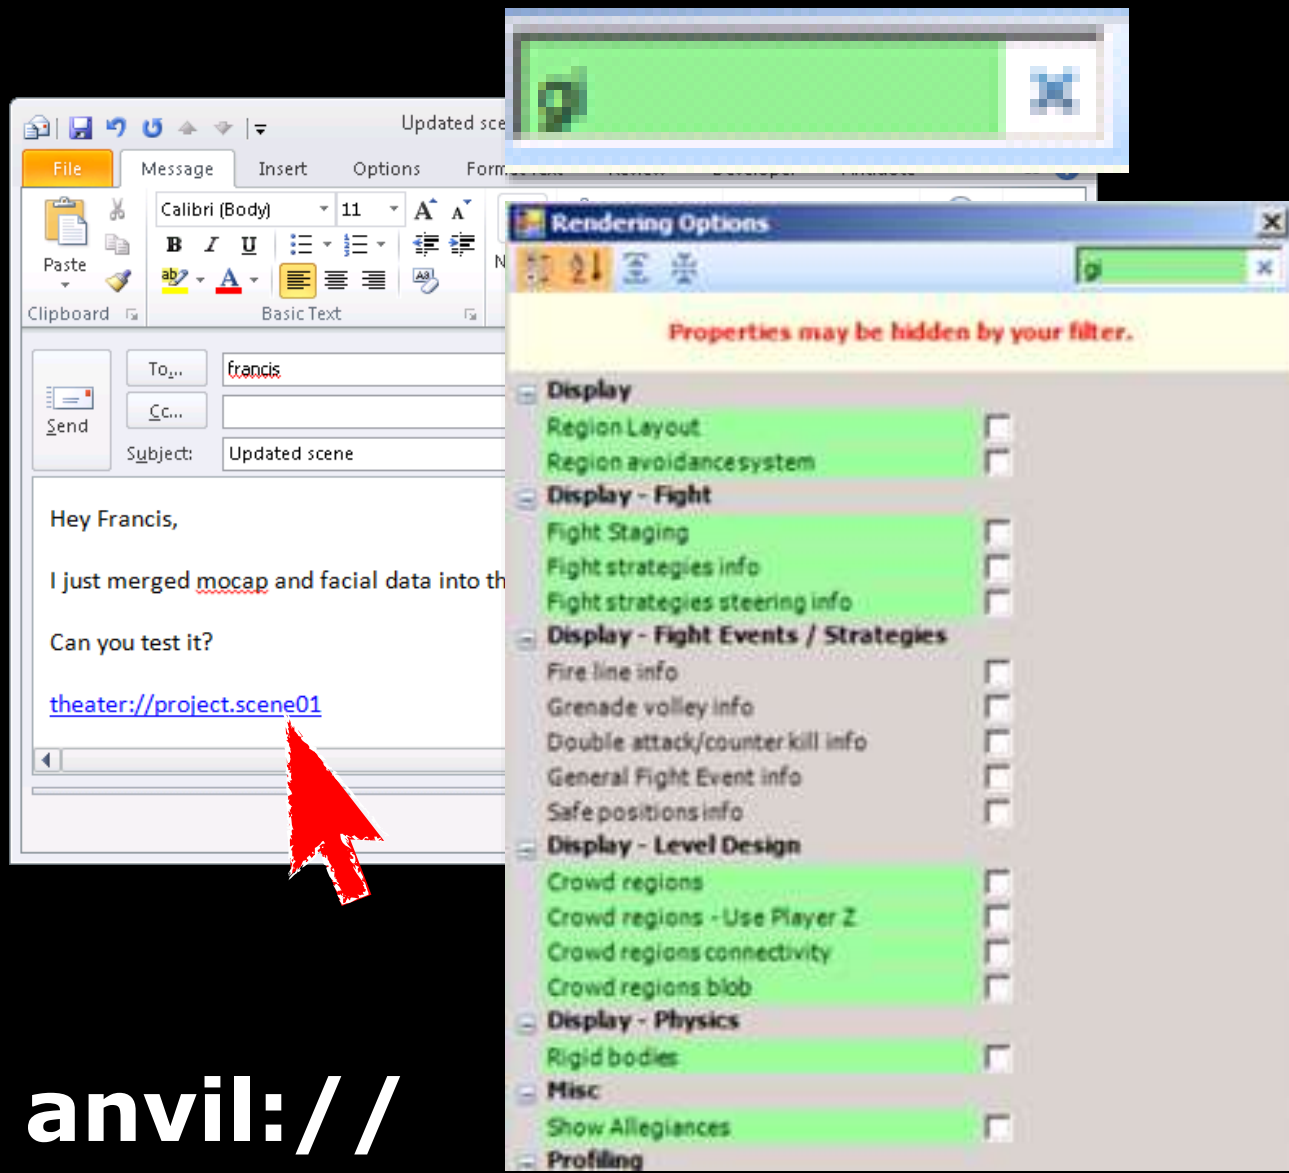 gi
Updated sce
File Message Insert Options
Calibri (Body) 11 A A
B I U
Paste
ab A Aa
Clipboard Basic Text
To... francis
Cc...
Send
Subject: Updated scene
Hey Francis,
I just merged mocap and facial data into th
Can you test it?
theater://project.scene01
anvil://
Rendering Options
gi
Properties may be hidden by your filter.
Display
Region Layout
Region avoidance system
Display - Fight
Fight Staging
Fight strategies info
Fight strategies steering info
Display - Fight Events / Strategies
Fire line info
Grenade volley info
Double attack/counter kill info
General Fight Event info
Safe positions info
Display - Level Design
Crowd regions
Crowd regions - Use Player Z
Crowd regions connectivity
Crowd regions blob
Display - Physics
Rigid bodies
Misc
Show Allegiances
Profiling